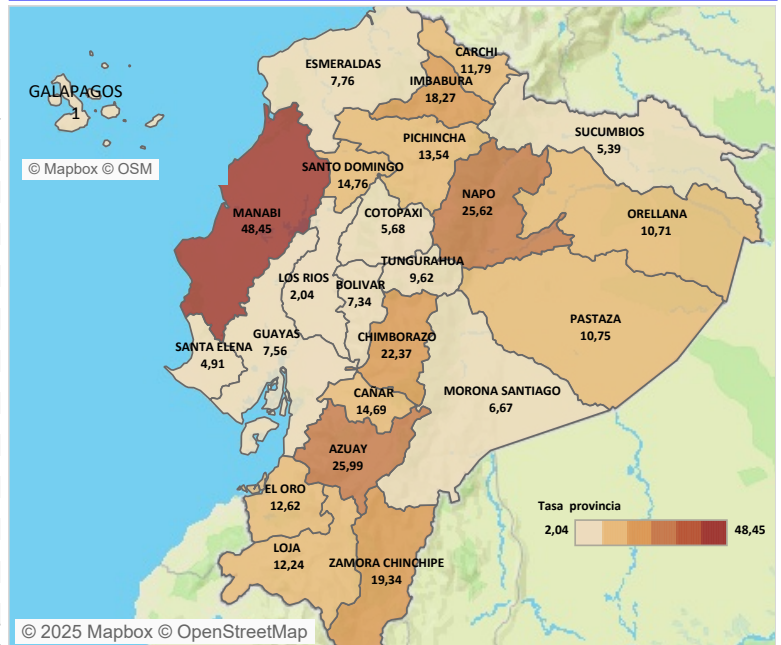 CARCHI
11,79
ESMERALDAS
7,76
IMBABURA
18,27
GALAPAGOS
1
SUCUMBIOS
5,39
PICHINCHA
13,54
© Mapbox © OSM
SANTO DOMINGO
14,76
NAPO
25,62
MANABI
48,45
COTOPAXI
5,68
ORELLANA
10,71
TUNGURAHUA
9,62
LOS RIOS
2,04
BOLIVAR
7,34
PASTAZA
10,75
GUAYAS
7,56
CHIMBORAZO
22,37
SANTA ELENA
4,91
CAÑAR
14,69
MORONA SANTIAGO
6,67
AZUAY
25,99
EL ORO
12,62
Tasa provincia
2,04 48,45
LOJA
12,24
ZAMORA CHINCHIPE
19,34
© 2025 Mapbox © OpenStreetMap